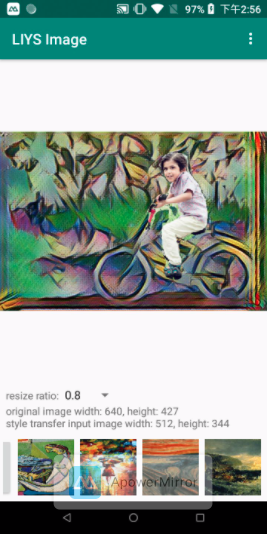 97% 下午2:56
LIYS Image
resize ratio: 0.8
original image width: 640, height: 427
style transfer input image width: 512, height: 344
ApowerMirror